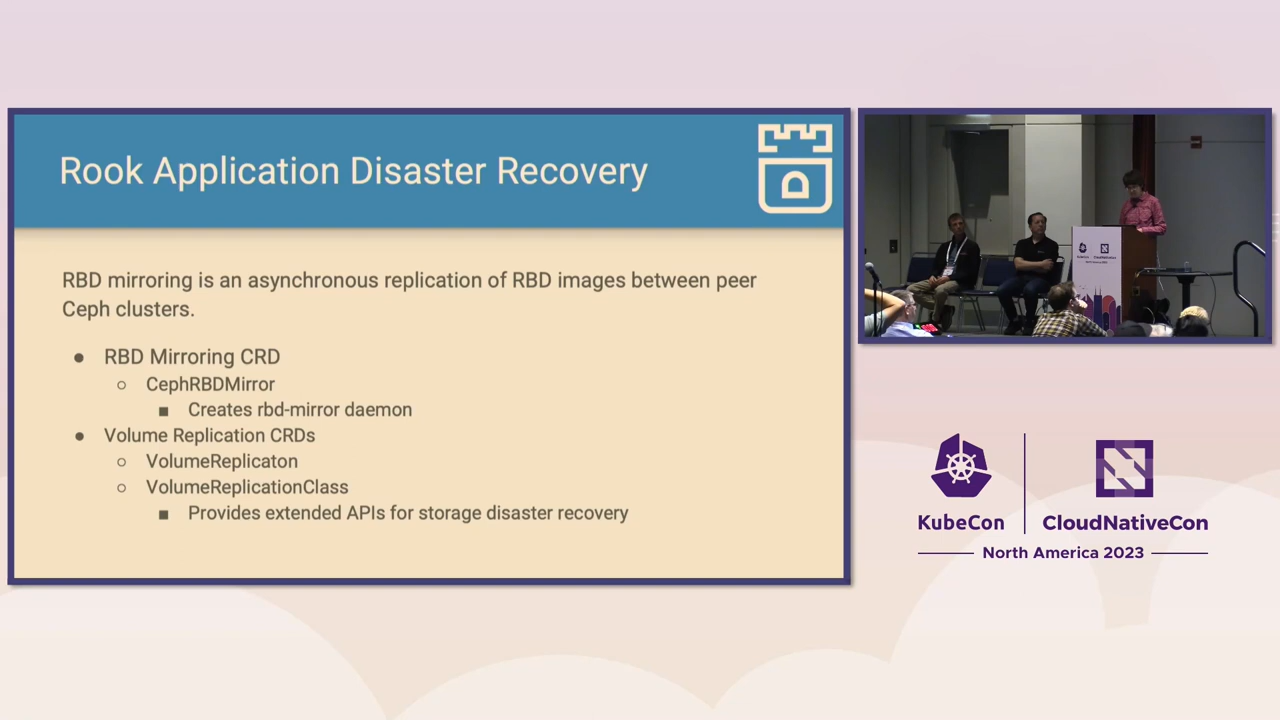 Rook Application Disaster Recovery
RBD mirroring is an asynchronous replication of RBD images between peer
Ceph clusters.
● RBD Mirroring CRD
○ CephRBDMirror
■ Creates rbd-mirror daemon
● Volume Replication CRDs
○ VolumeReplicaton
○ VolumeReplicationClass
■ Provides extended APIs for storage disaster recovery
KubeCon
CloudNativeCon
North America 2023